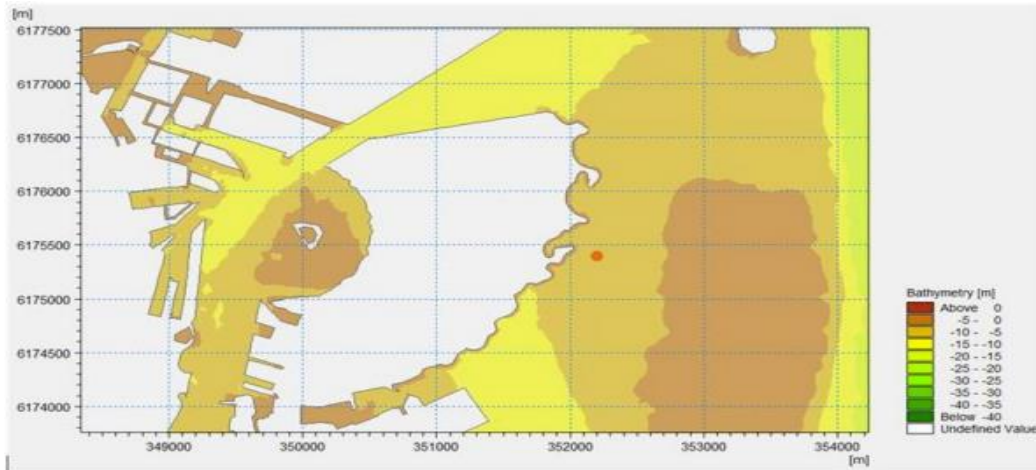 [m]
6177500
6177000
6176500
6176000
6175500
6175000
6174500
6174000
349000 350000 351000 352000 353000 354000
[m]
Bathymetry [m]
Above 0
-5 - 0
-10 - -5
-15 - -10
-20 - -15
-25 - -20
-30 - -25
-35 - -30
-40 - -35
Below -40
Undefined Value